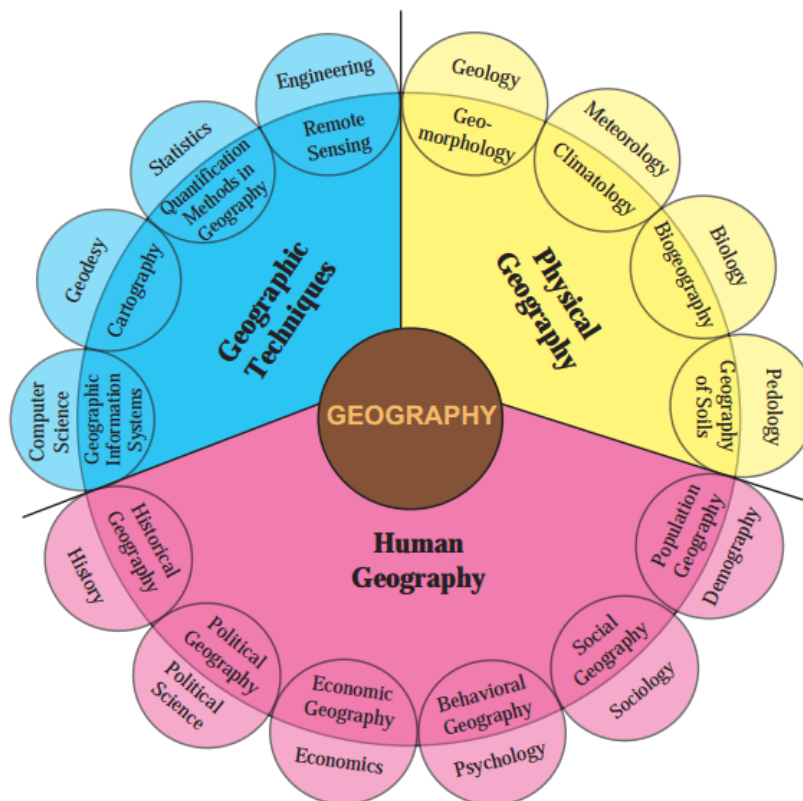 Engineering
Remote
Sensing
Statistics
Quantification
Methods in
Geography
Geodesy
Cartography
Computer
Science
Geographic
Information
Systems
Geographic
Techniques
Geology
Geo-
morphology
Meteorology
Climatology
Biology
Biogeography
Pedology
Geography
of Soils
Physical
Geography
GEOGRAPHY
Human
Geography
Historical
Geography
History
Political
Geography
Political
Science
Economic
Geography
Economics
Behavioral
Geography
Psychology
Social
Geography
Sociology
Population
Geography
Demography